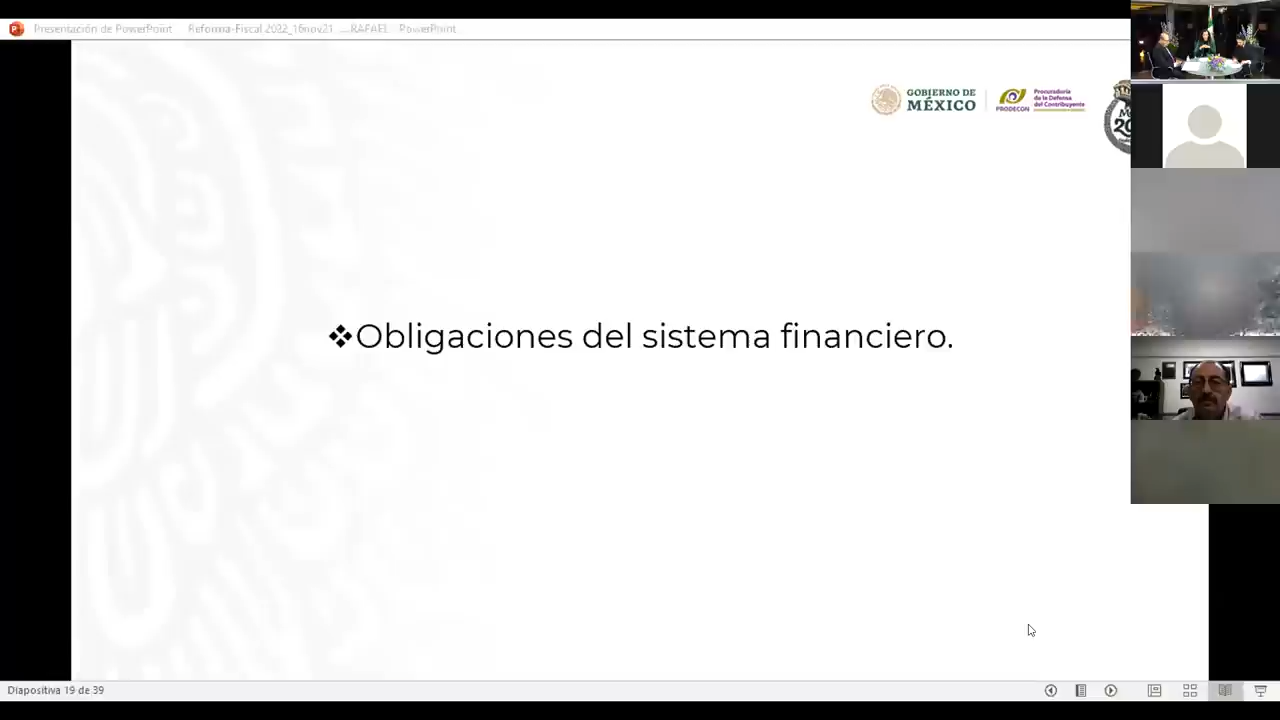 Presentación de PowerPoint
Reforma-Fiscal 2022_16nov21 ... RAFAEL - PowerPoint
GOBIERNO DE
MÉXICO
PRODECON
Procuraduría
de la Defensa
del Contribuyente
20
❖Obligaciones del sistema financiero.
Diapositiva 19 de 39